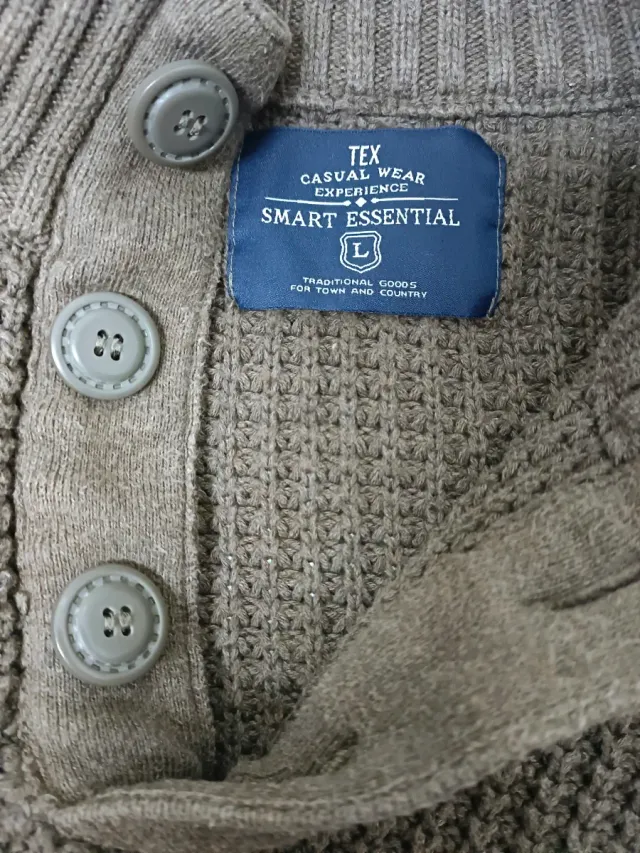 TEX
CASUAL WEAR
EXPERIENCE
SMART ESSENTIAL
L
TRADITIONAL GOODS
FOR TOWN AND COUNTRY